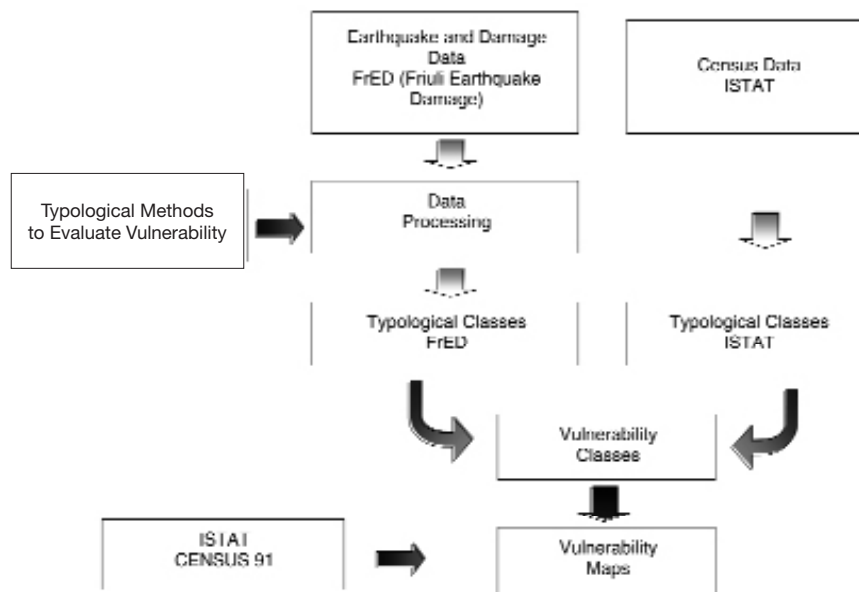 Earthquake and Damage
Data
FrED (Friuli Earthquake
Damage)
Census Data
ISTAT
Typological Methods
to Evaluate Vulnerability
Data
Processing
Typological Classes
FrED
Typological Classes
ISTAT
Vulnerability
Classes
ISTAT
CENSUS 91
Vulnerability
Maps